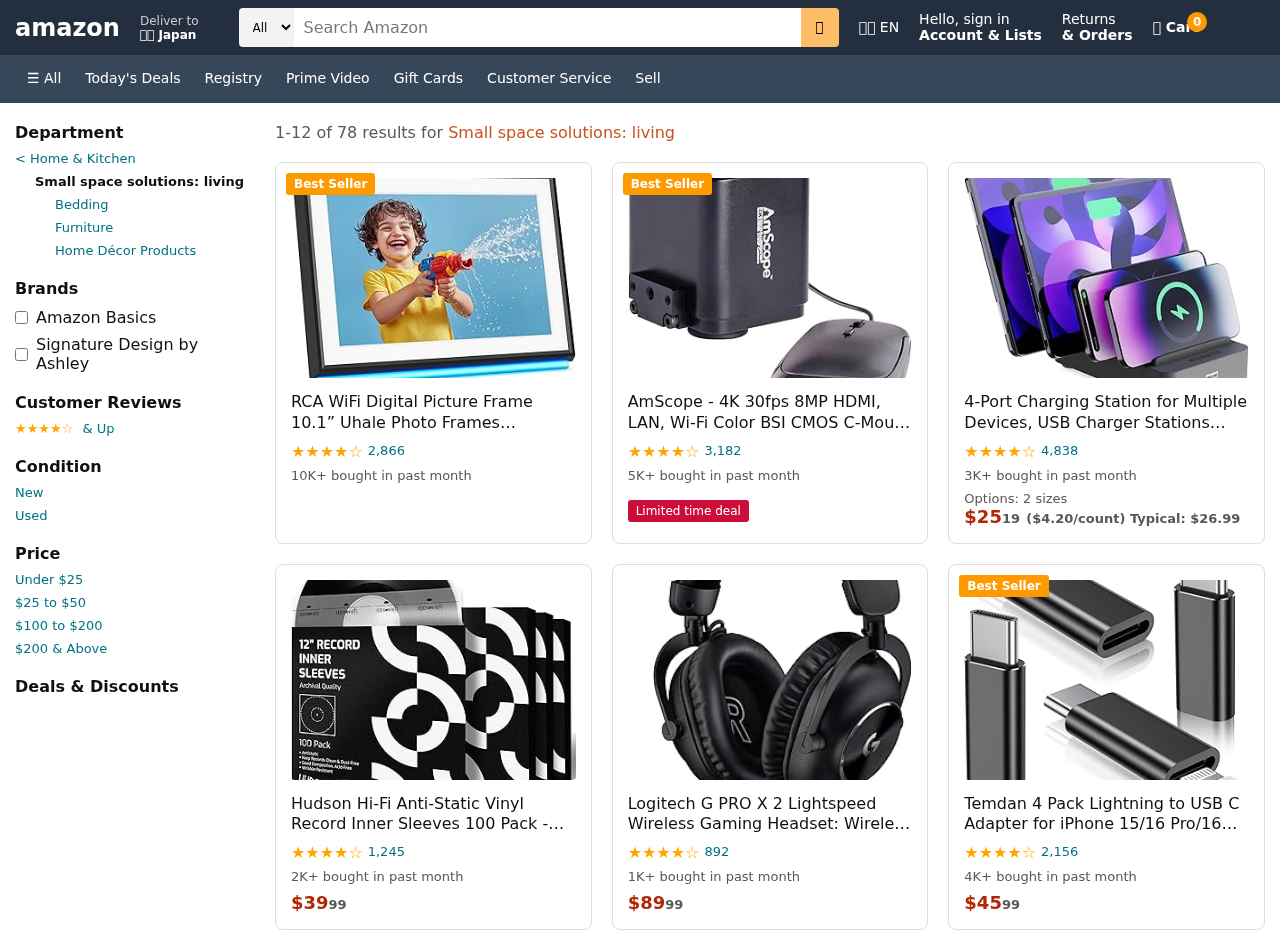 amazon
Deliver to
Japan
All
Search Amazon
EN
Hello, sign in
Account & Lists
Returns
& Orders
0
☰ All
Today's Deals
Registry
Prime Video
Gift Cards
Customer Service
Sell
Department
< Home & Kitchen
Small space solutions: living
Bedding
Furniture
Home Décor Products
Brands
Amazon Basics
Signature Design by
Ashley
Customer Reviews
★★★★☆ & Up
Condition
New
Used
Price
Under $25
$25 to $50
$100 to $200
$200 & Above
Deals & Discounts
1-12 of 78 results for Small space solutions: living
Best Seller
RCA WiFi Digital Picture Frame
10.1” Uhale Photo Frames…
★★★★☆ 2,866
10K+ bought in past month
Best Seller
AmScope
AmScope - 4K 30fps 8MP HDMI,
LAN, Wi-Fi Color BSI CMOS C-Mou…
★★★★☆ 3,182
5K+ bought in past month
Limited time deal
4-Port Charging Station for Multiple
Devices, USB Charger Stations…
★★★★☆ 4,838
3K+ bought in past month
Options: 2 sizes
$25 19 ($4.20/count) Typical: $26.99
12” RECORD
INNER
SLEEVES
Archival Quality
100 Pack
Hudson Hi-Fi Anti-Static Vinyl
Record Inner Sleeves 100 Pack -…
★★★★☆ 1,245
2K+ bought in past month
$39 99
Logitech G PRO X 2 Lightspeed
Wireless Gaming Headset: Wirele…
★★★★☆ 892
1K+ bought in past month
$89 99
Best Seller
Temdan 4 Pack Lightning to USB C
Adapter for iPhone 15/16 Pro/16…
★★★★☆ 2,156
4K+ bought in past month
$45 99